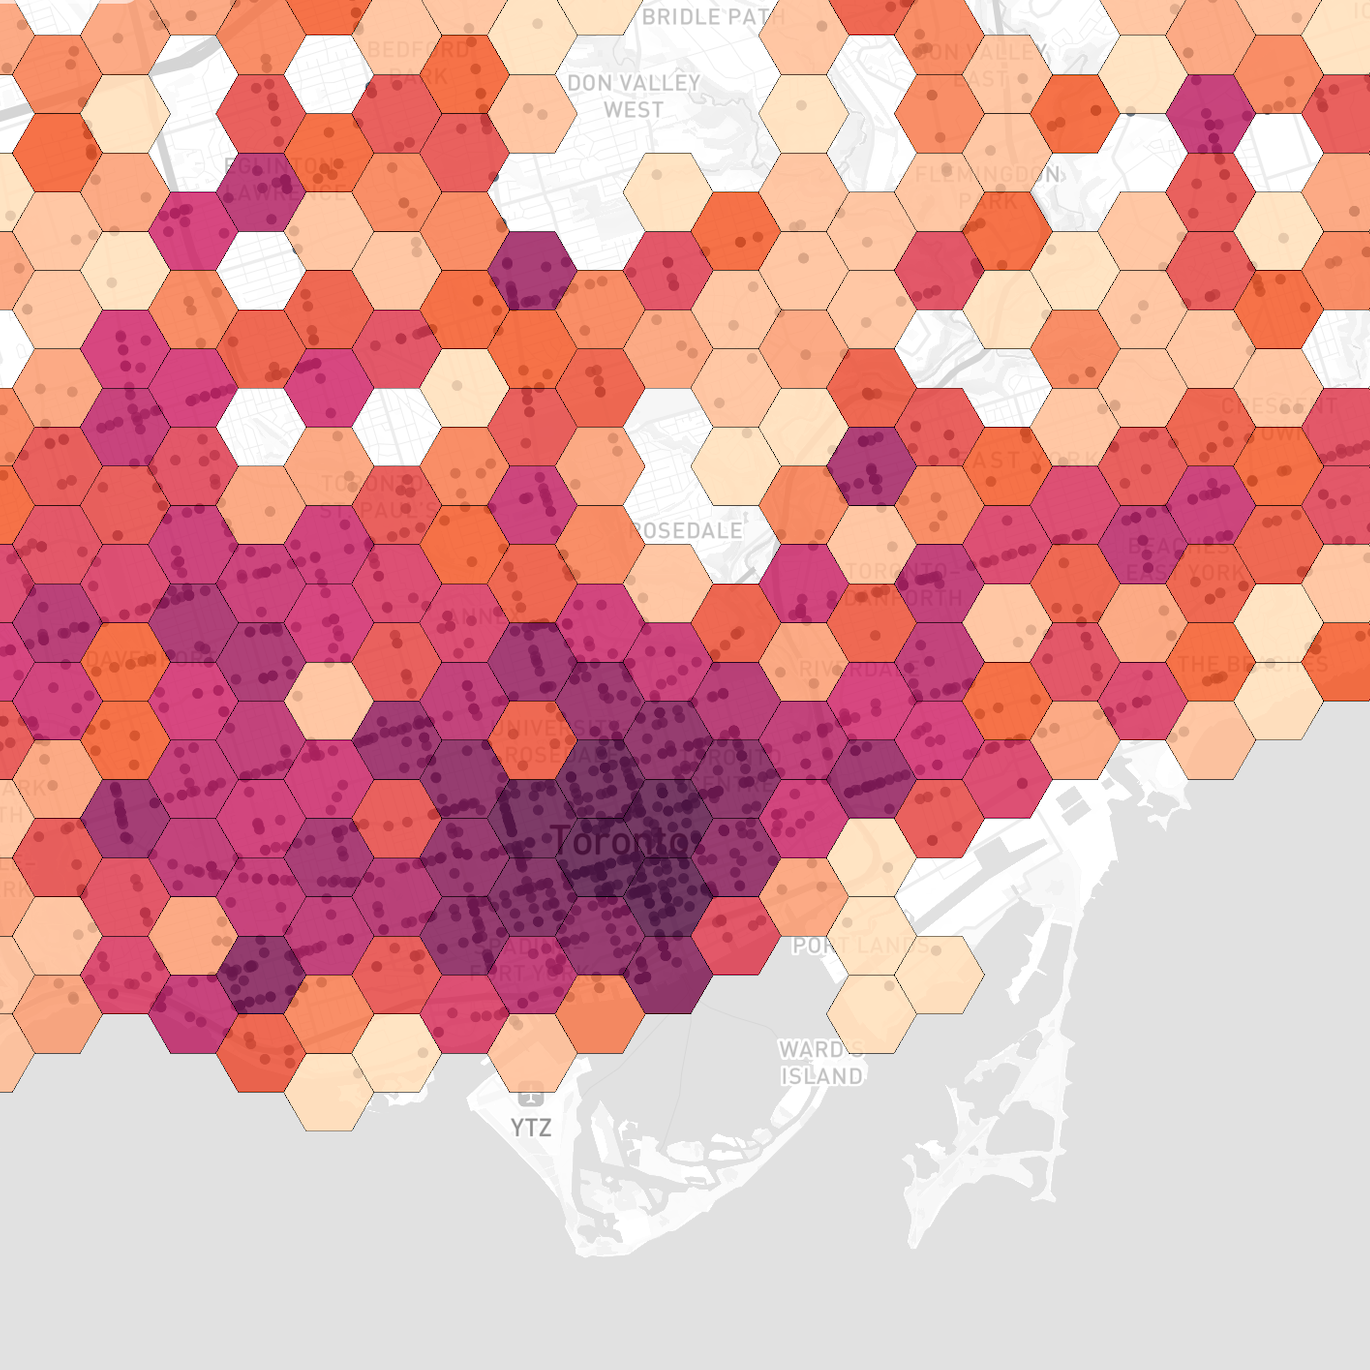 BRIDLE PATH
BEDFORD
PARK
DON VALLEY
EAST
DON VALLEY
WEST
EGLINTON
LAWRENCE
FLEMINGDON
PARK
CRESCENT
TOWN
EAST YORK
TORONTO
ST. PAUL'S
ROSEDALE
BEACHES
EAST YORK
TORONTO-
DANFORTH
ANNEX
DAVENPORT
RIVERDALE
THE BEACHES
UNIVERSITY
ROSEDALE
TORONTO
CENTRE
Toronto
PORT LANDS
SPADINA
FORT YORK
WARD'S
ISLAND
YTZ